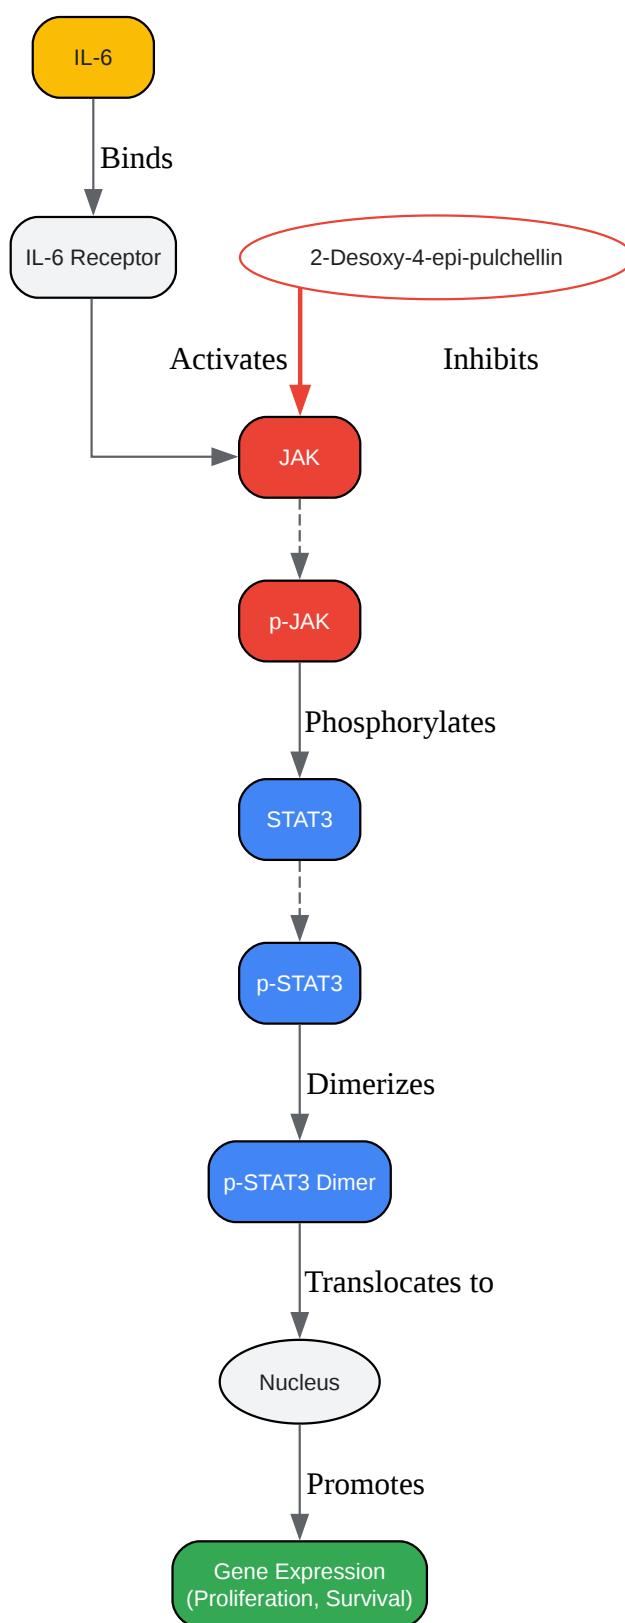 IL-6
Binds
IL-6 Receptor
2-Desoxy-4-epi-pulchellin
Activates
Inhibits
JAK
p-JAK
Phosphorylates
STAT3
p-STAT3
Dimerizes
p-STAT3 Dimer
Translocates to
Nucleus
Promotes
Gene Expression
(Proliferation, Survival)